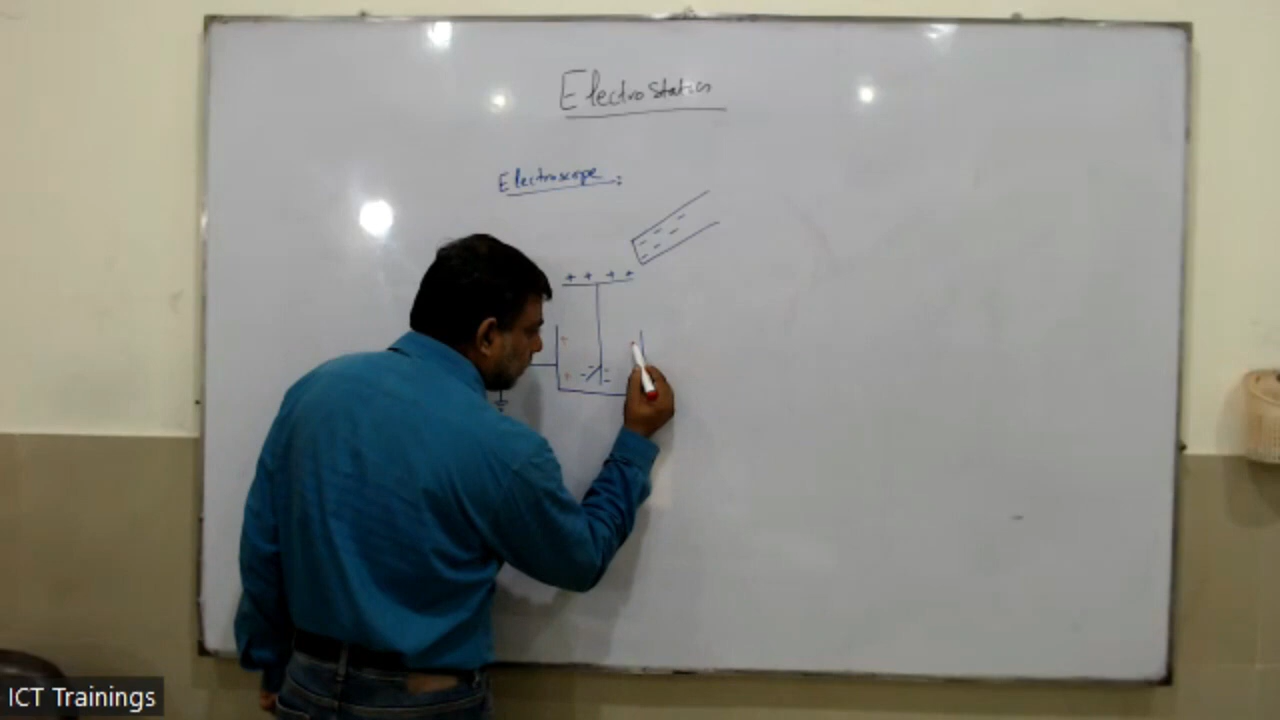 Electrostatics
Electroscope :
+ + + +
ICT Trainings